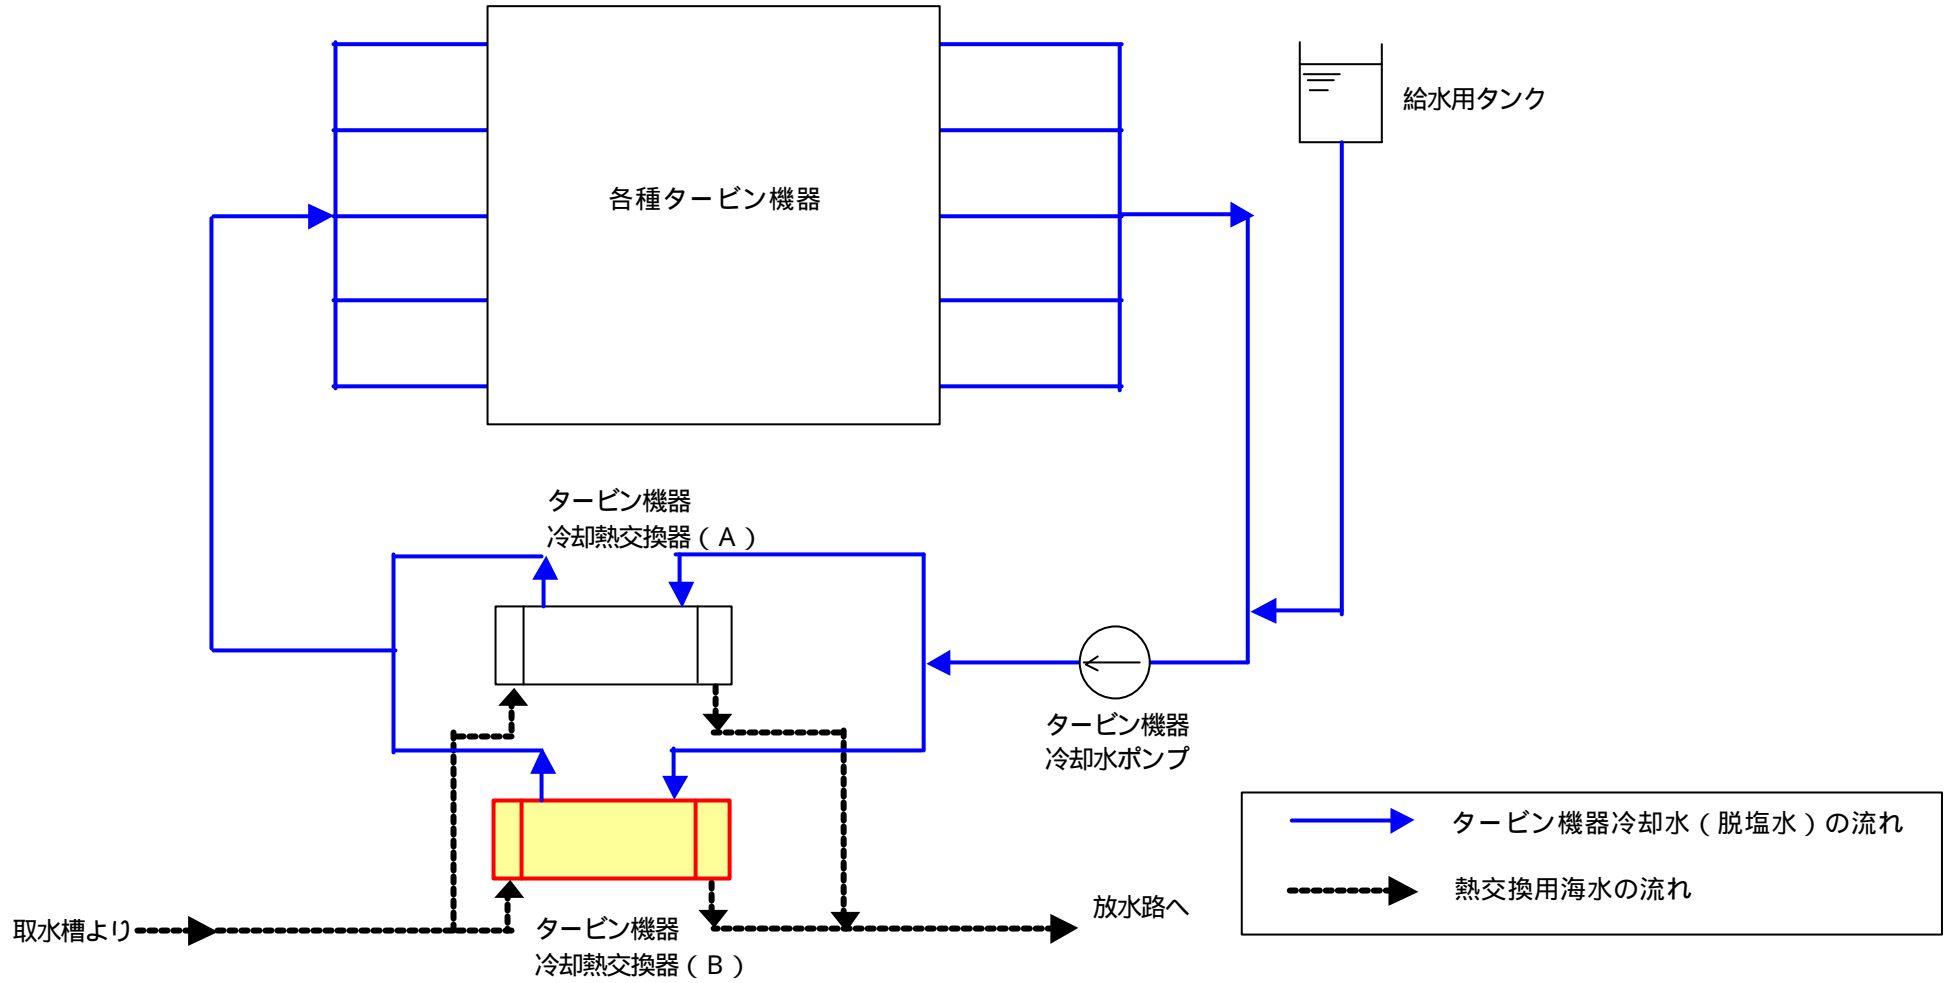 給水用タンク
各種タービン機器
タービン機器
冷却熱交換器（Ａ）
タービン機器
冷却水ポンプ
タービン機器冷却水（脱塩水）の流れ
熱交換用海水の流れ
放水路へ
取水槽より
タービン機器
冷却熱交換器（Ｂ）